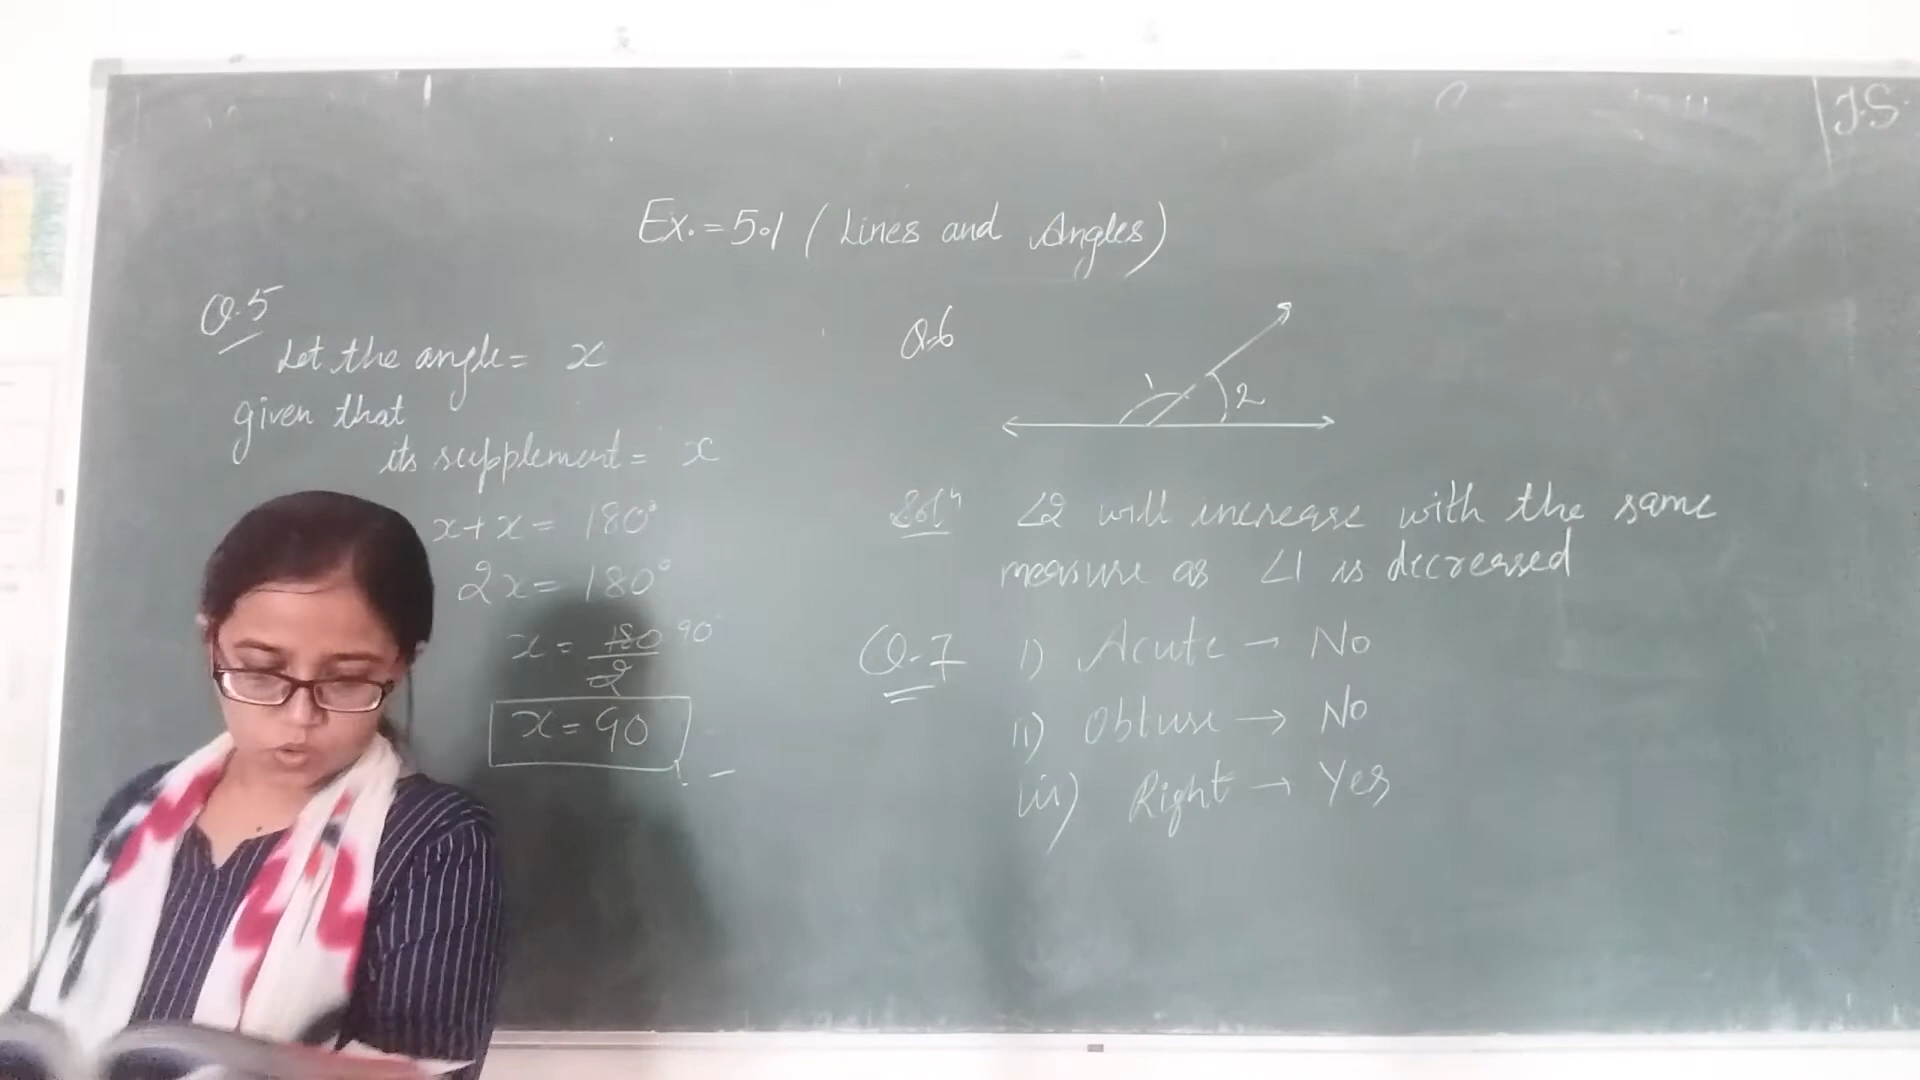 J.S.
Ex. = 5.1 (Lines and Angles)
Q.5
Let the angle = x
given that
its supplement = x
x + x = 180°
2x = 180°
x = 180 90
2
x = 90
Q.6
1
2
Solⁿ ∠2 will increase with the same
measure as ∠1 is decreased
Q.7 i) Acute → No
ii) Obtuse → No
iii) Right → Yes